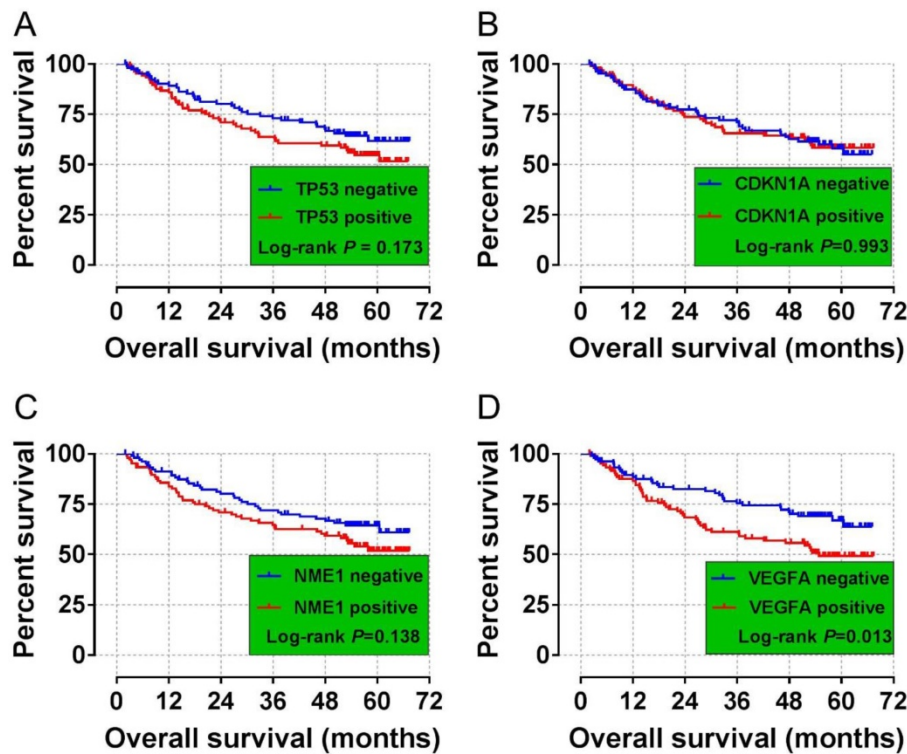 A
Percent survival
100
75
50
25
0
TP53 negative
TP53 positive
Log-rank P = 0.173
0 12 24 36 48 60 72
Overall survival (months)
B
Percent survival
100
75
50
25
0
CDKN1A negative
CDKN1A positive
Log-rank P=0.993
0 12 24 36 48 60 72
Overall survival (months)
C
Percent survival
100
75
50
25
0
NME1 negative
NME1 positive
Log-rank P=0.138
0 12 24 36 48 60 72
Overall survival (months)
D
Percent survival
100
75
50
25
0
VEGFA negative
VEGFA positive
Log-rank P=0.013
0 12 24 36 48 60 72
Overall survival (months)